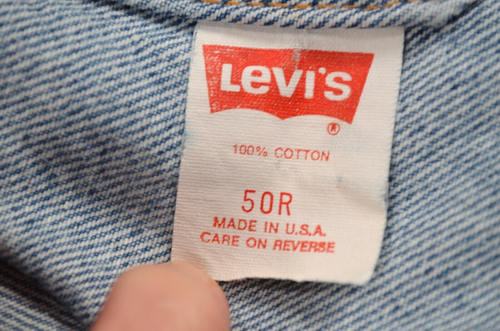 LEVI'S
®
100% COTTON
50R
MADE IN U.S.A.
CARE ON REVERSE